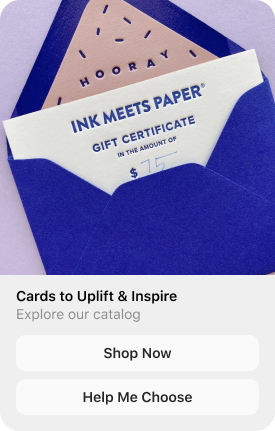 HOORAY
INK MEETS PAPER®
GIFT CERTIFICATE
IN THE AMOUNT OF
$ 75
Cards to Uplift & Inspire
Explore our catalog
Shop Now
Help Me Choose